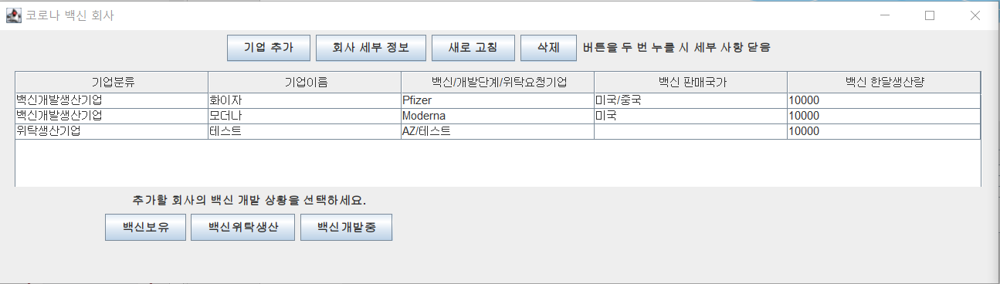 코로나 백신 회사
기업 추가 회사 세부 정보 새로 고침 삭제 버튼을 두 번 누를 시 세부 사항 닫음
기업분류 기업이름 백신/개발단계/위탁요청기업 백신 판매국가 백신 한달생산량
백신개발생산기업 화이자 Pfizer 미국/중국 10000
백신개발생산기업 모더나 Moderna 미국 10000
위탁생산기업 테스트 AZ/테스트 10000
추가할 회사의 백신 개발 상황을 선택하세요.
백신보유 백신위탁생산 백신개발중